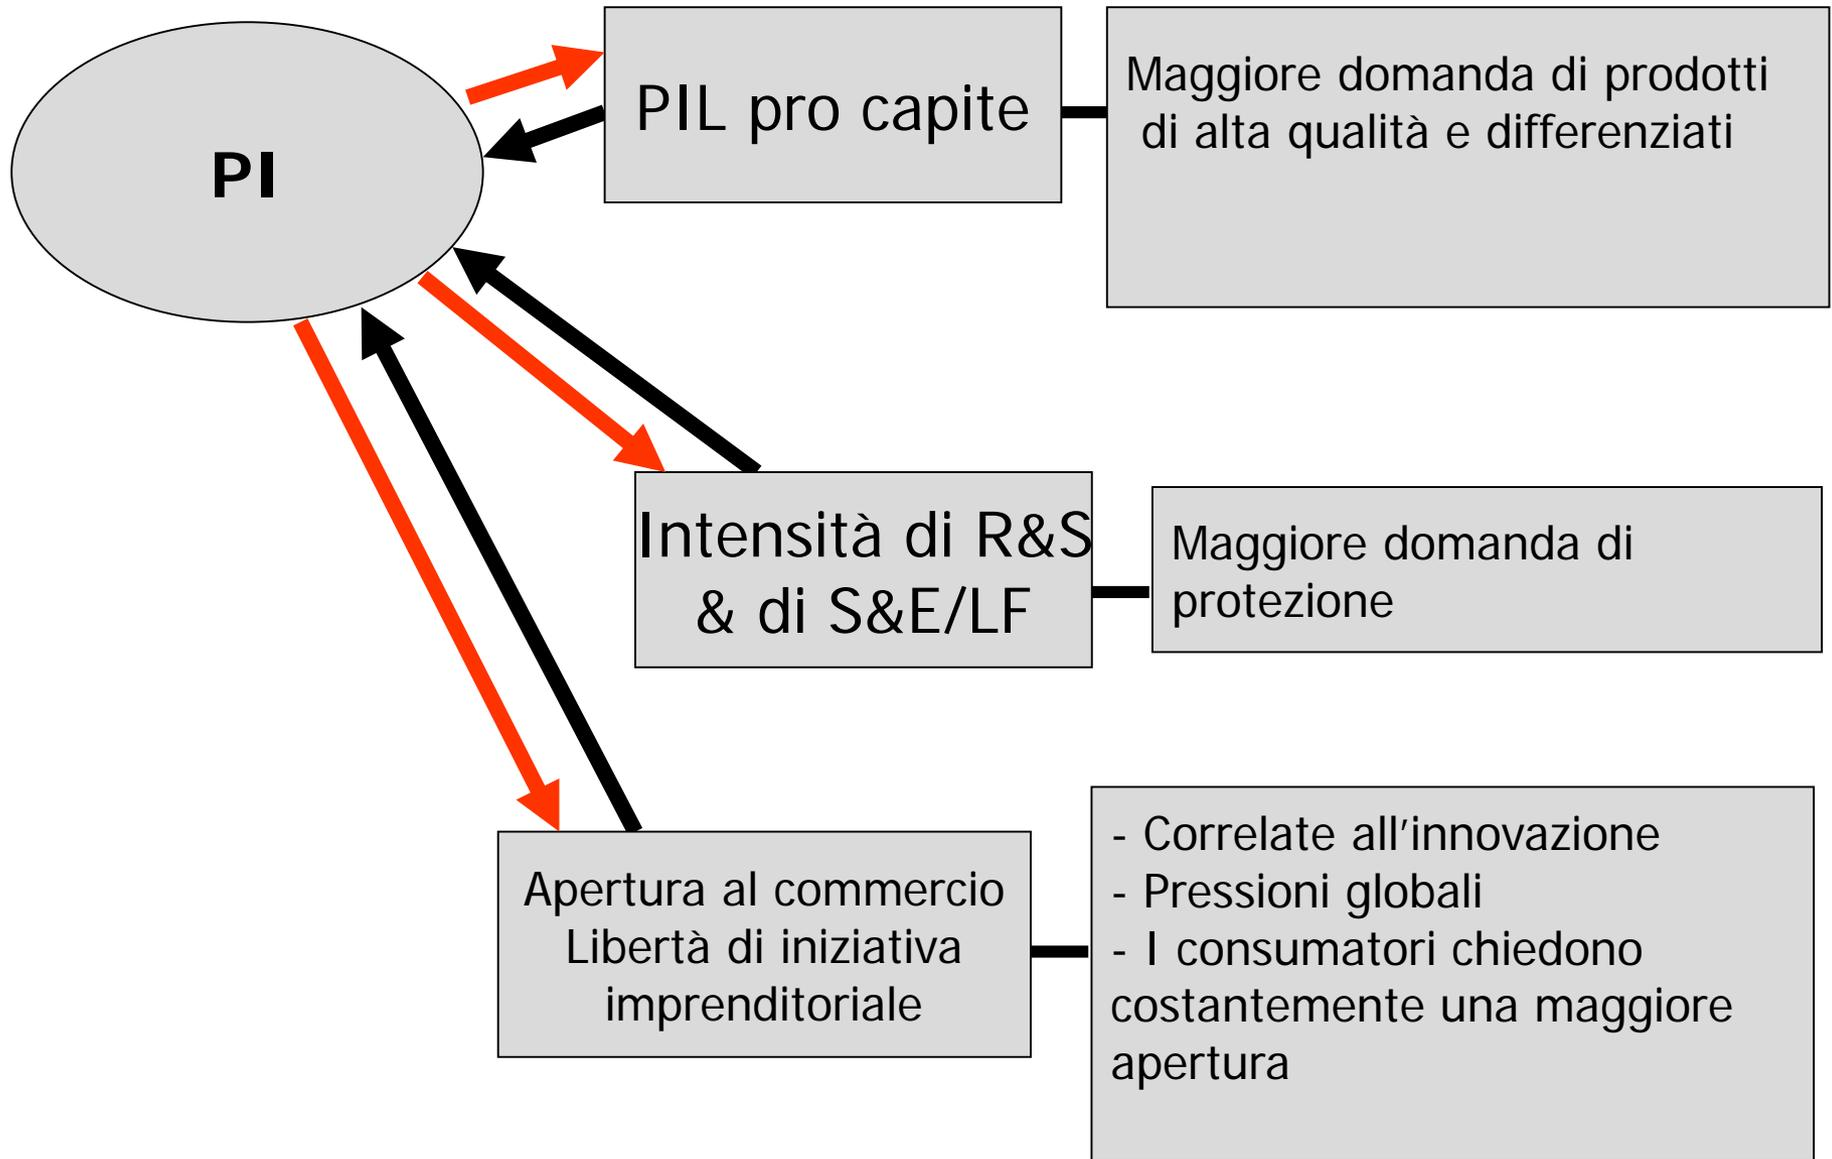 PI
PIL pro capite
Maggiore domanda di prodotti
di alta qualità e differenziati
Intensità di R&S
& di S&E/LF
Maggiore domanda di
protezione
Apertura al commercio
Libertà di iniziativa
imprenditoriale
- Correlate all'innovazione
- Pressioni globali
- I consumatori chiedono
costantemente una maggiore
apertura